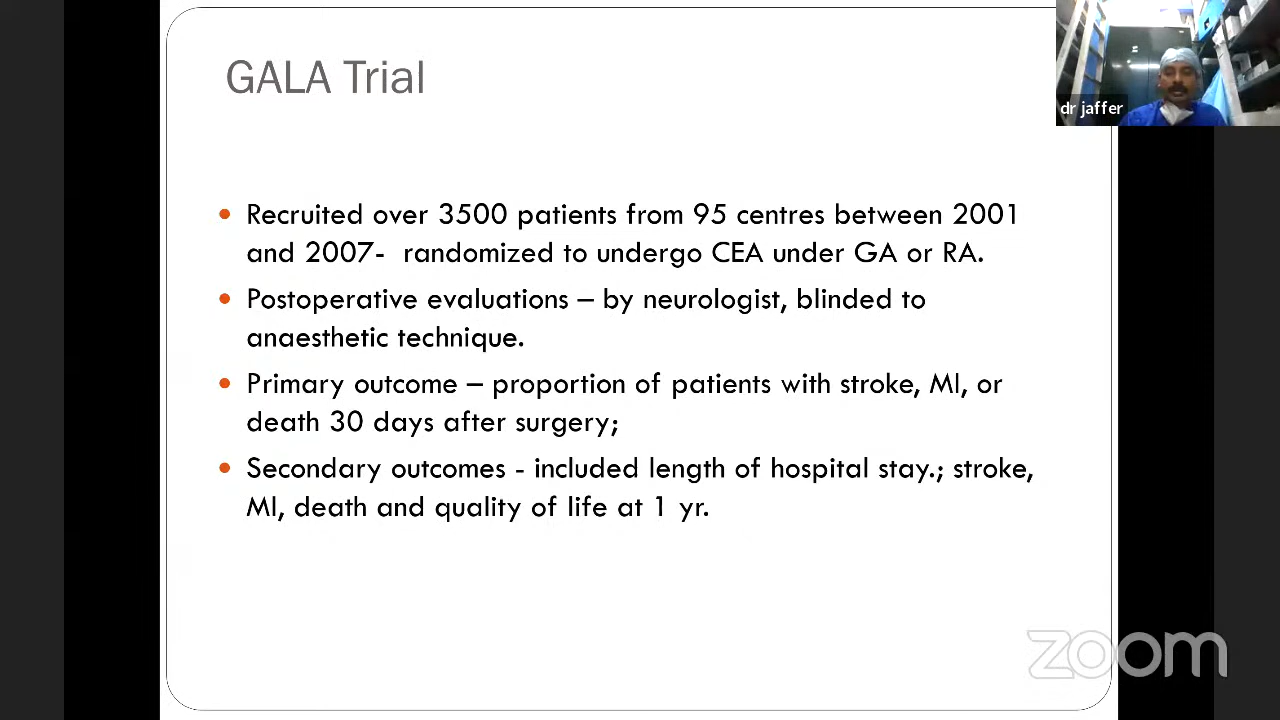 GALA Trial
dr jaffer
Recruited over 3500 patients from 95 centres between 2001
and 2007- randomized to undergo CEA under GA or RA.
Postoperative evaluations – by neurologist, blinded to
anaesthetic technique.
Primary outcome – proportion of patients with stroke, MI, or
death 30 days after surgery;
Secondary outcomes - included length of hospital stay.; stroke,
MI, death and quality of life at 1 yr.
zoom